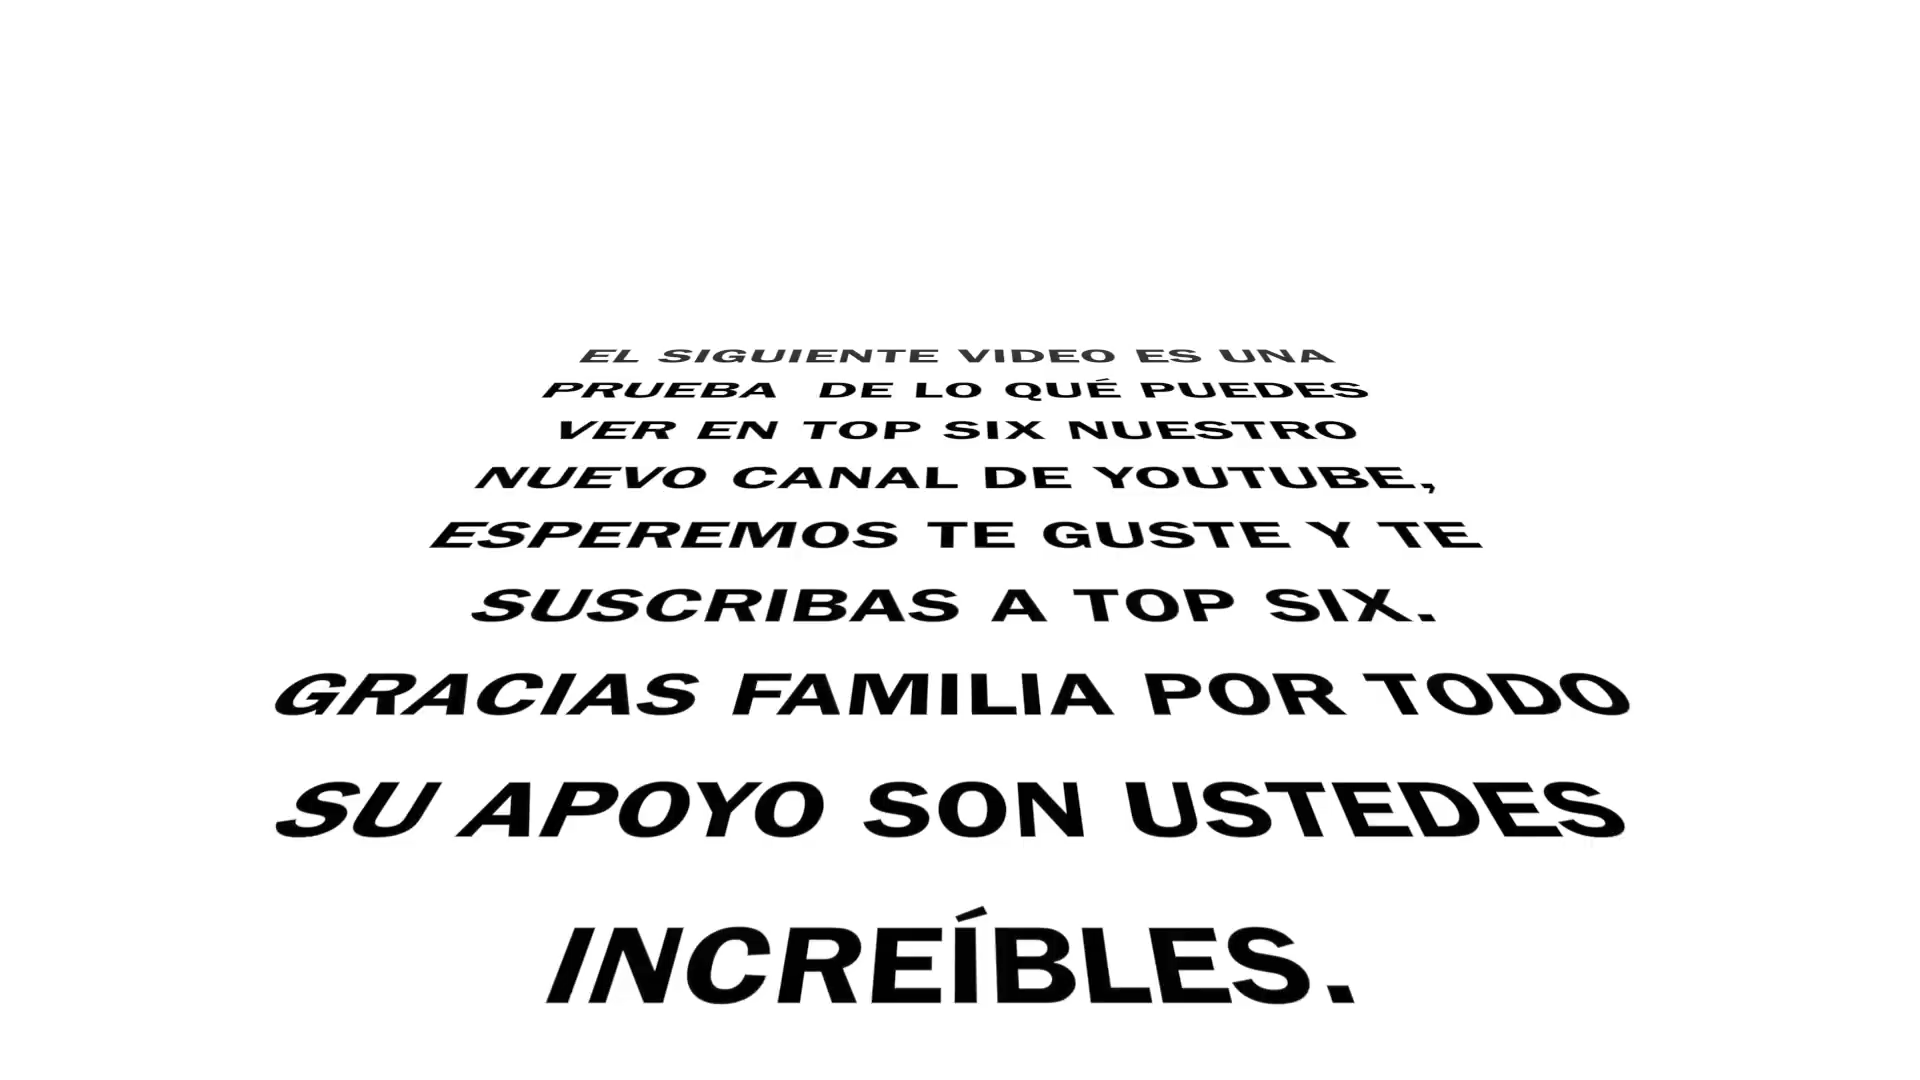 EL SIGUIENTE VIDEO ES UNA
PRUEBA DE LO QUÉ PUEDES
VER EN TOP SIX NUESTRO
NUEVO CANAL DE YOUTUBE,
ESPEREMOS TE GUSTE Y TE
SUSCRIBAS A TOP SIX.
GRACIAS FAMILIA POR TODO
SU APOYO SON USTEDES
INCREÍBLES.